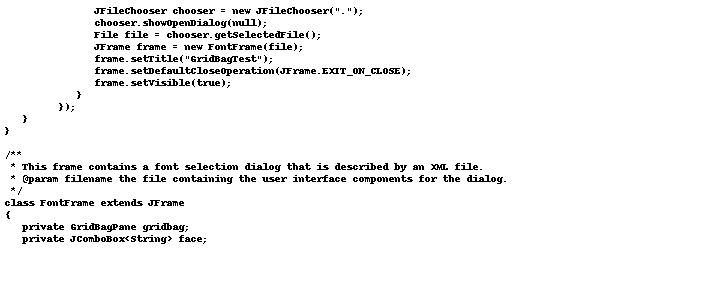 JFileChooser chooser = new JFileChooser(".");
chooser.showOpenDialog(null);
File file = chooser.getSelectedFile();
JFrame frame = new FontFrame(file);
frame.setTitle("GridBagTest");
frame.setDefaultCloseOperation(JFrame.EXIT_ON_CLOSE);
frame.setVisible(true);
}
});
}
}
/**
* This frame contains a font selection dialog that is described by an XML file.
* @param filename the file containing the user interface components for the dialog.
*/
class FontFrame extends JFrame
{
private GridBagPane gridbag;
private JComboBox<String> face;